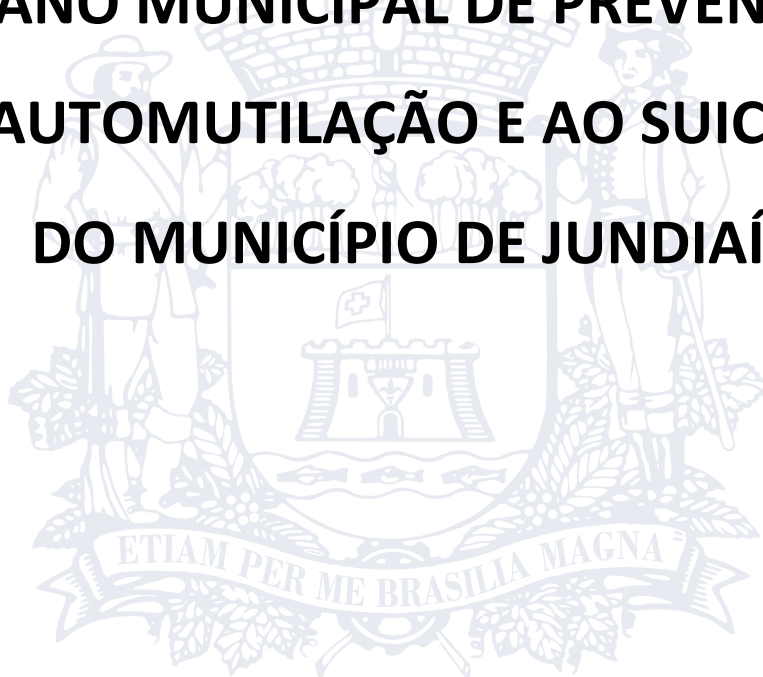 ANO MUNICIPAL DE PREVEN
AUTOMUTILAÇÃO E AO SUIC
DO MUNICÍPIO DE JUNDIAÍ
ETIAM PER ME BRASILIA MAGNA